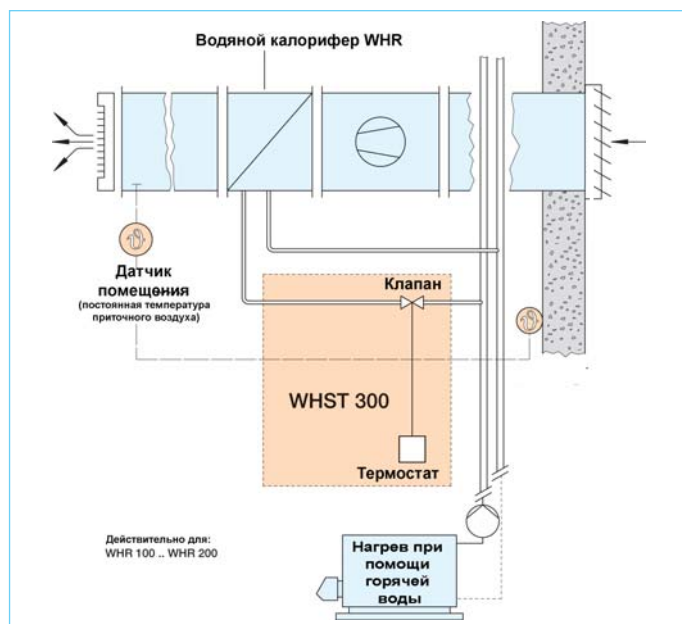 Водяной калорифер WHR
Датчик
помещения
(постоянная температура
приточного воздуха)
Клапан
WHST 300
Термостат
Действительно для:
WHR 100 .. WHR 200
Нагрев при
помощи
горячей
воды